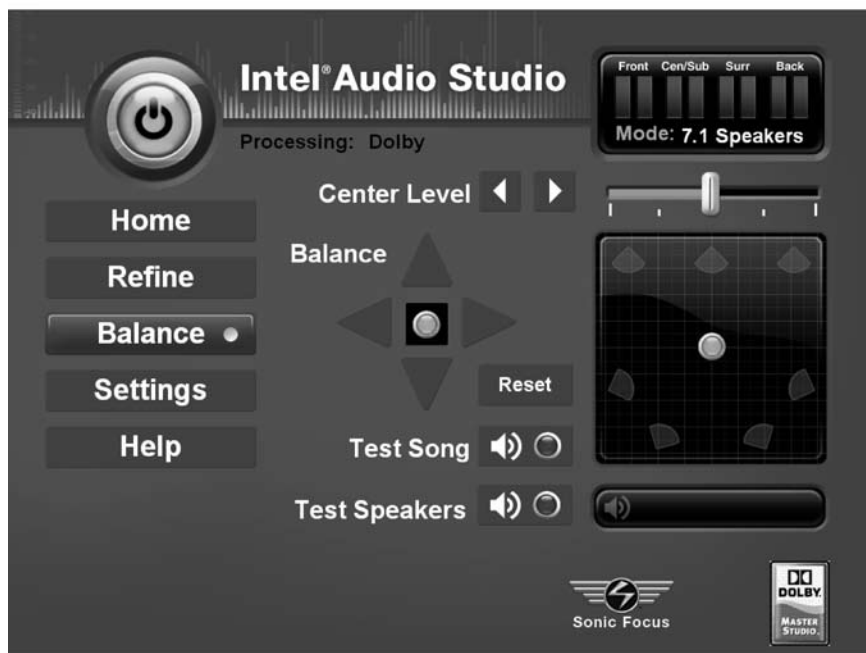 Intel® Audio Studio
Processing: Dolby
Front Cen/Sub Surr Back
Mode: 7.1 Speakers
Home
Refine
Balance
Settings
Help
Center Level
Balance
Reset
Test Song
Test Speakers
Sonic Focus
DOLBY
MASTER
STUDIO.